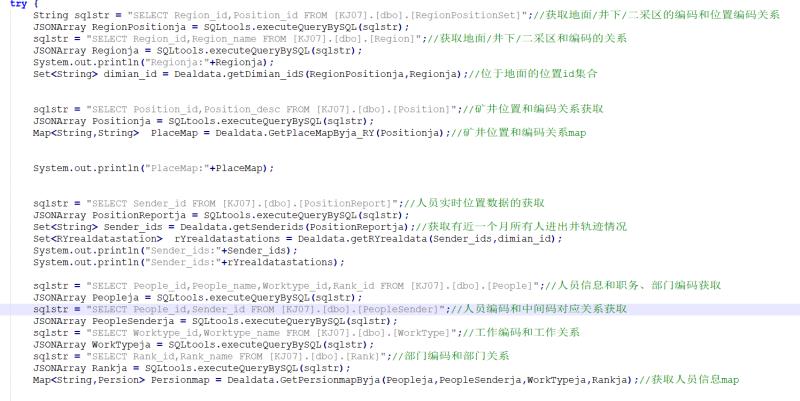 try {
String sqlstr = "SELECT Region_id,Position_id FROM [KJ07].[dbo].[RegionPositionSet]";//获取地面/井下/二采区的编码和位置编码关系
JSONArray RegionPositionja = SQLtools.executeQueryBySQL(sqlstr);
sqlstr = "SELECT Region_id,Region_name FROM [KJ07].[dbo].[Region]";//获取地面/井下/二采区和编码的关系
JSONArray Regionja = SQLtools.executeQueryBySQL(sqlstr);
System.out.println("Regionja:"+Regionja);
Set<String> dimian_id = Dealdata.getDimian_idS(RegionPositionja,Regionja);//位于地面的位置id集合
sqlstr = "SELECT Position_id,Position_desc FROM [KJ07].[dbo].[Position]";//矿井位置和编码关系获取
JSONArray Positionja = SQLtools.executeQueryBySQL(sqlstr);
Map<String,String>  PlaceMap = Dealdata.GetPlaceMapByja_RY(Positionja);//矿井位置和编码关系map
System.out.println("PlaceMap:"+PlaceMap);
sqlstr = "SELECT Sender_id FROM [KJ07].[dbo].[PositionReport]";//人员实时位置数据的获取
JSONArray PositionReportja = SQLtools.executeQueryBySQL(sqlstr);
Set<String> Sender_ids = Dealdata.getSenderids(PositionReportja);//获取有近一个月所有人进出井轨迹情况
Set<RYrealdatastation>  rYrealdatastations = Dealdata.getRYrealdata(Sender_ids,dimian_id);
System.out.println("Sender_ids:"+Sender_ids);
System.out.println("Sender_ids:"+rYrealdatastations);
sqlstr = "SELECT People_id,People_name,Worktype_id,Rank_id FROM [KJ07].[dbo].[People]";//人员信息和职务、部门编码获取
JSONArray Peopleja = SQLtools.executeQueryBySQL(sqlstr);
sqlstr = "SELECT People_id,Sender_id FROM [KJ07].[dbo].[PeopleSender]";//人员编码和中间码对应关系获取
JSONArray PeopleSenderja = SQLtools.executeQueryBySQL(sqlstr);
sqlstr = "SELECT Worktype_id,Worktype_name FROM [KJ07].[dbo].[WorkType]";//工作编码和工作关系
JSONArray WorkTypeja = SQLtools.executeQueryBySQL(sqlstr);
sqlstr = "SELECT Rank_id,Rank_name FROM [KJ07].[dbo].[Rank]";//部门编码和部门关系
JSONArray Rankja = SQLtools.executeQueryBySQL(sqlstr);
Map<String,Persion> Persionmap = Dealdata.GetPersionmapByja(Peopleja,PeopleSenderja,WorkTypeja,Rankja);//获取人员信息map